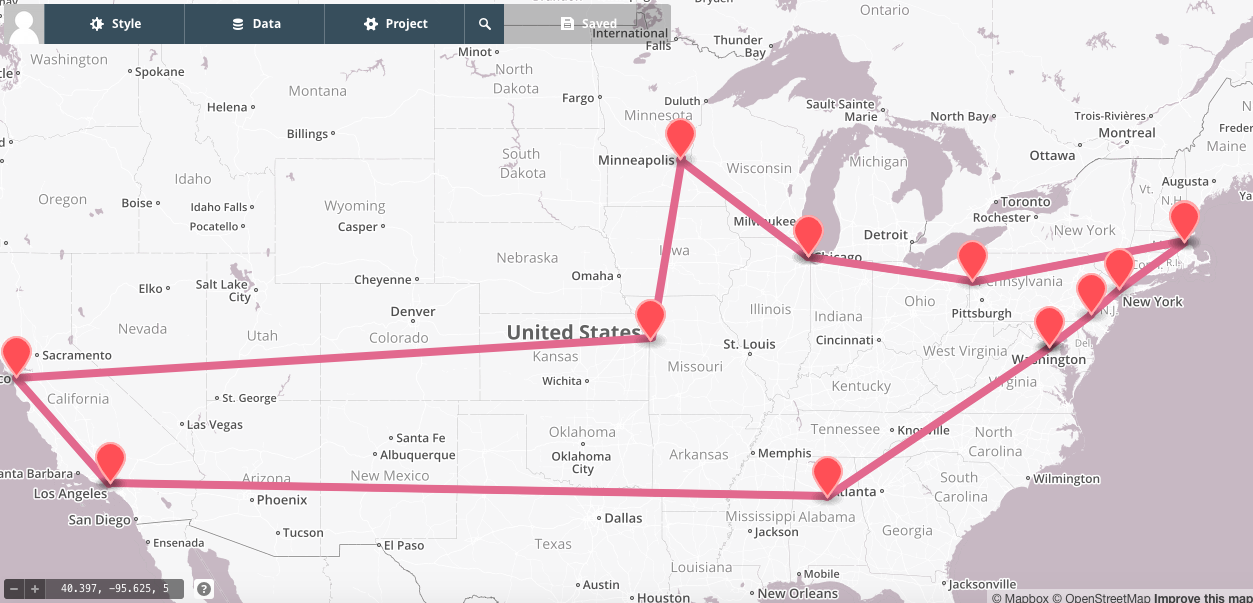 Style
Data
Project
Saved
International
Falls
Thunder
Bay
Ontario
Washington
Spokane
Minot
North
Dakota
Helena
Montana
Fargo
Duluth
Minnesota
Sault Sainte
Marie
North Bay
Trois-Rivières
Montreal
Maine
Billings
Minneapolis
Wisconsin
Michigan
Ottawa
South
Dakota
Idaho
Vt.
Augusta
N.H.
Oregon
Boise
Idaho Falls
Pocatello
Wyoming
Casper
Milwaukee
Toronto
Rochester
New York
Detroit
Iowa
Chicago
Nebraska
Omaha
Conn.
R.I.
Elko
Salt Lake
City
Cheyenne
Pennsylvania
New York
Ohio
Illinois
Indiana
Pittsburgh
N.J.
Denver
Nevada
Utah
Colorado
United States
Kansas
St. Louis
Cincinnati
Del
West Virginia
Washington
Sacramento
co
Missouri
Wichita
Kentucky
Virginia
California
St. George
Las Vegas
Oklahoma
Tennessee
Knoxville
North
Carolina
Santa Fe
Albuquerque
Oklahoma
City
Arkansas
Memphis
anta Barbara
Arizona
New Mexico
South
Carolina
Wilmington
Los Angeles
Phoenix
Atlanta
San Diego
Dallas
Mississippi
Alabama
Tucson
Jackson
Georgia
Ensenada
El Paso
Texas
Louisiana
Mobile
Austin
Houston
New Orleans
Jacksonville
40.397, -95.625, 5
?
© Mapbox © OpenStreetMap Improve this map